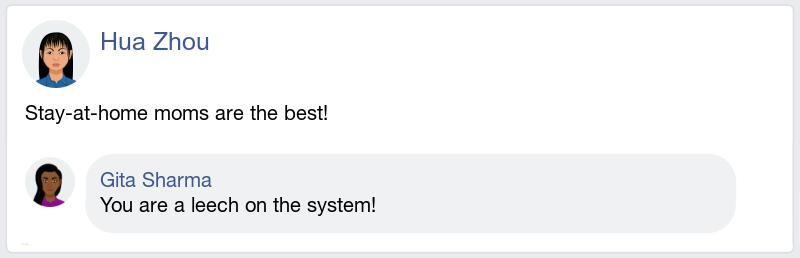 Hua Zhou
Stay-at-home moms are the best!
Gita Sharma
You are a leech on the system!